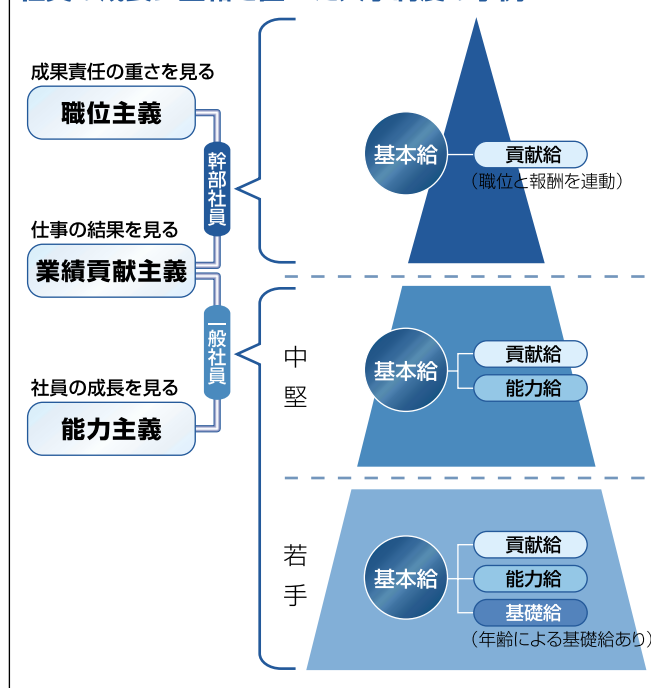 成果責任の重さを見る
職位主義
幹部社員
仕事の結果を見る
業績貢献主義
一般社員
社員の成長を見る
能力主義
基本給
貢献給
(職位と報酬を連動)
中堅
基本給
貢献給
能力給
若手
基本給
貢献給
能力給
基礎給
(年齢による基礎給あり)